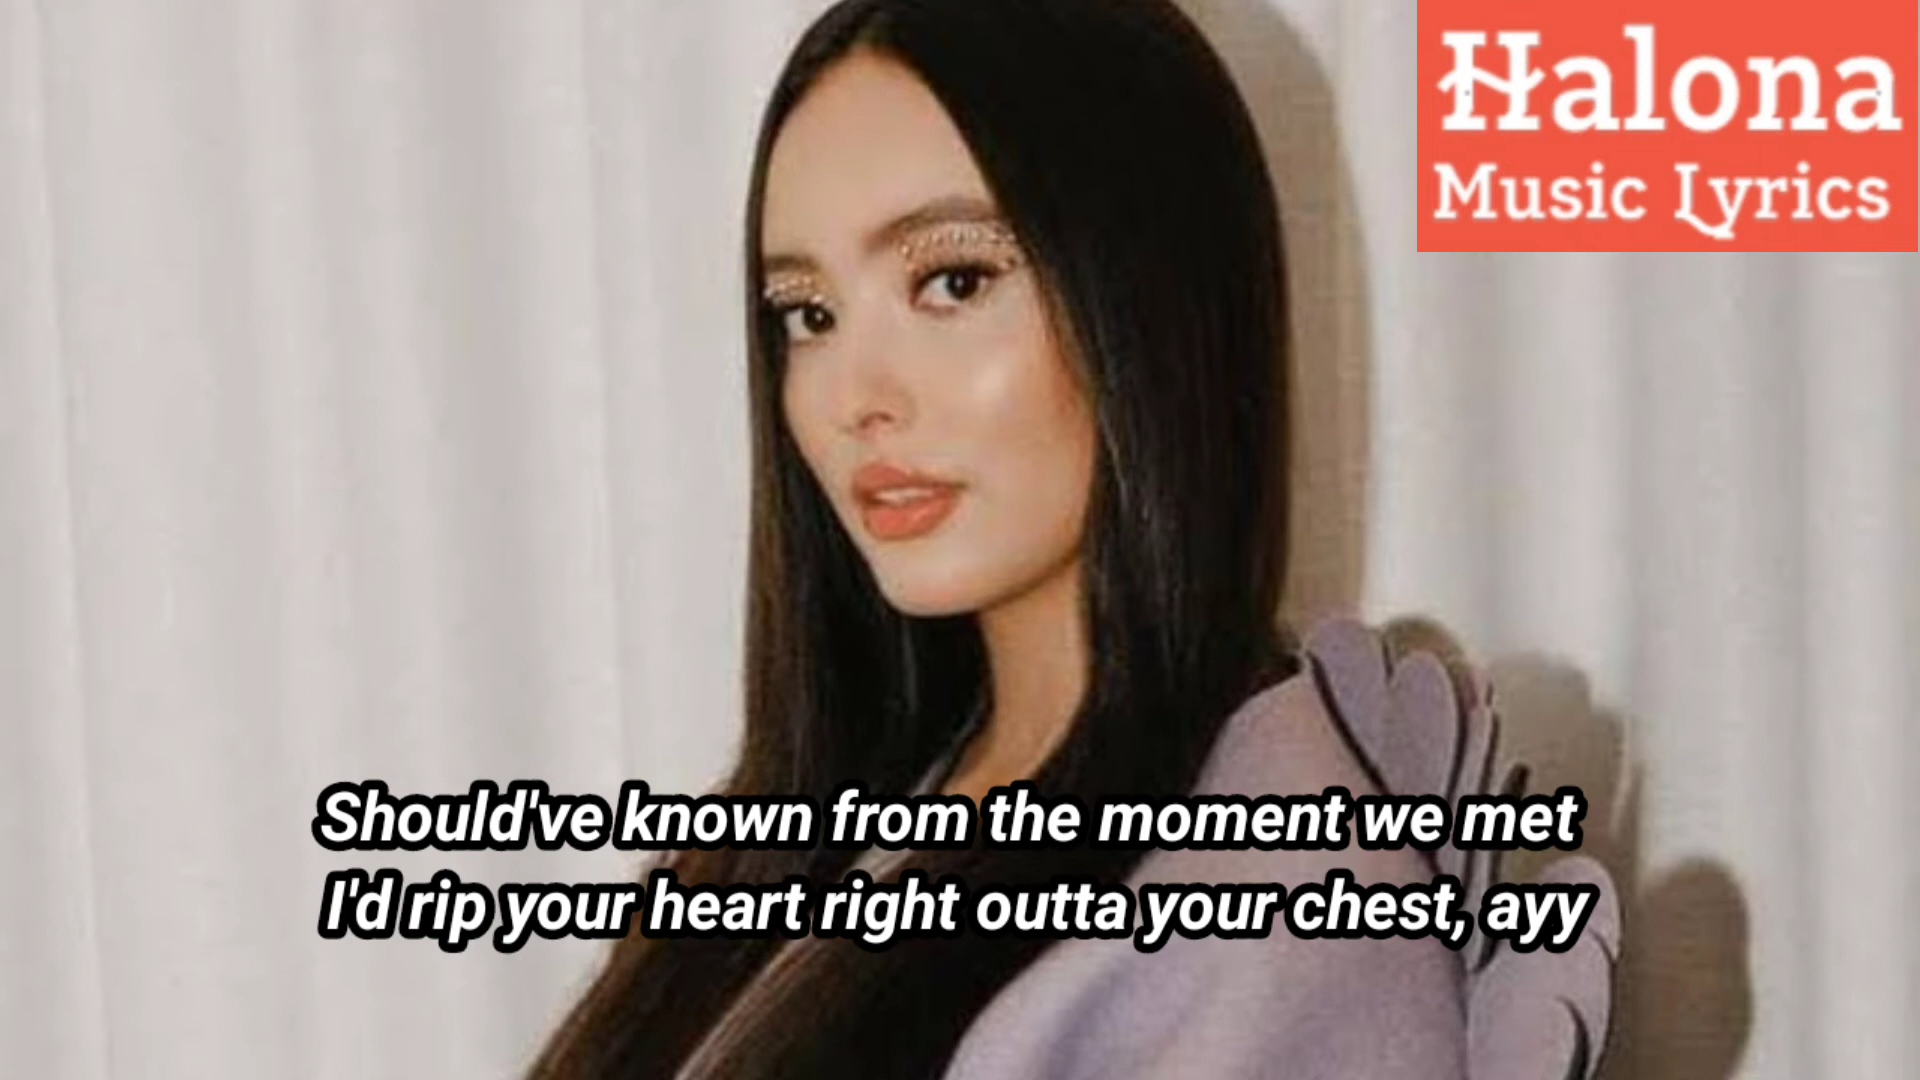 Halona
Music Lyrics
Should've known from the moment we met
I'd rip your heart right outta your chest, ayy